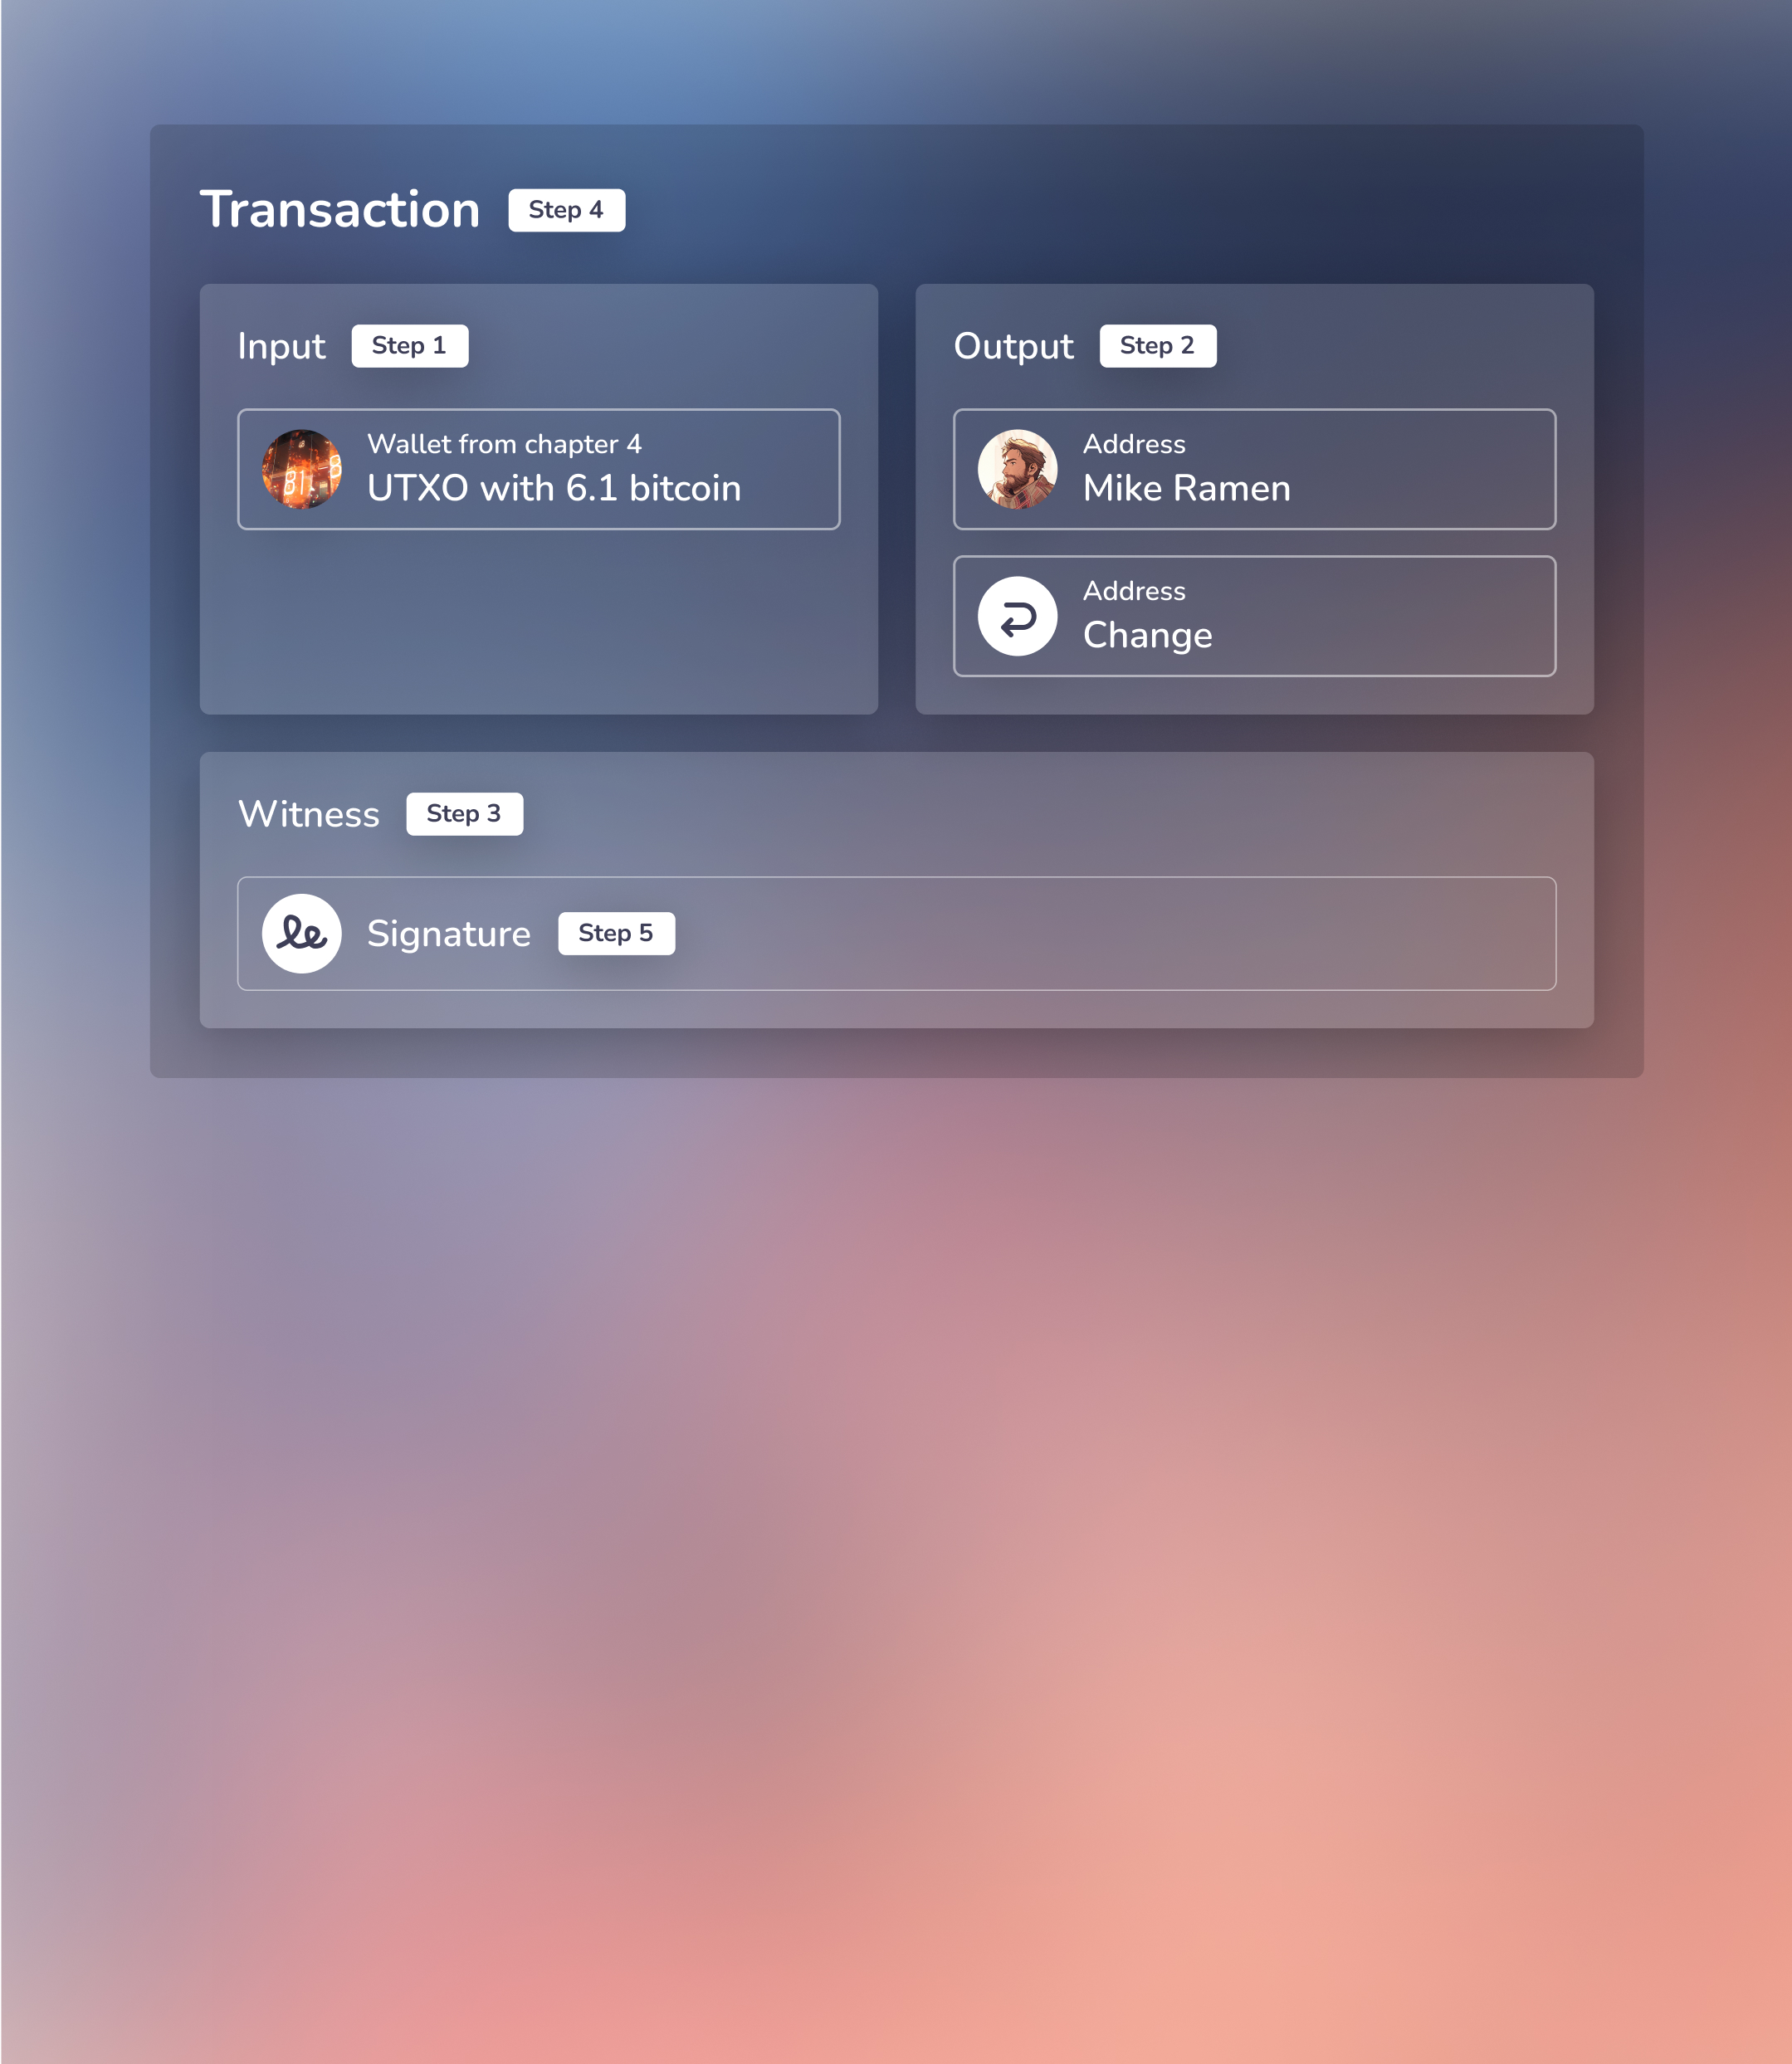 Transaction Step 4
Input Step 1
Wallet from chapter 4
UTXO with 6.1 bitcoin
Output Step 2
Address
Mike Ramen
Address
Change
Witness Step 3
Signature Step 5